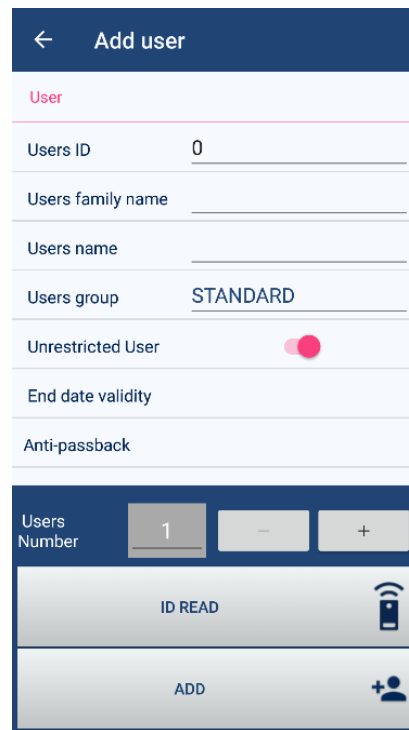 Add user
User
Users ID 0
Users family name
Users name
Users group STANDARD
Unrestricted User
End date validity
Anti-passback
Users
Number 1 − +
ID READ
ADD